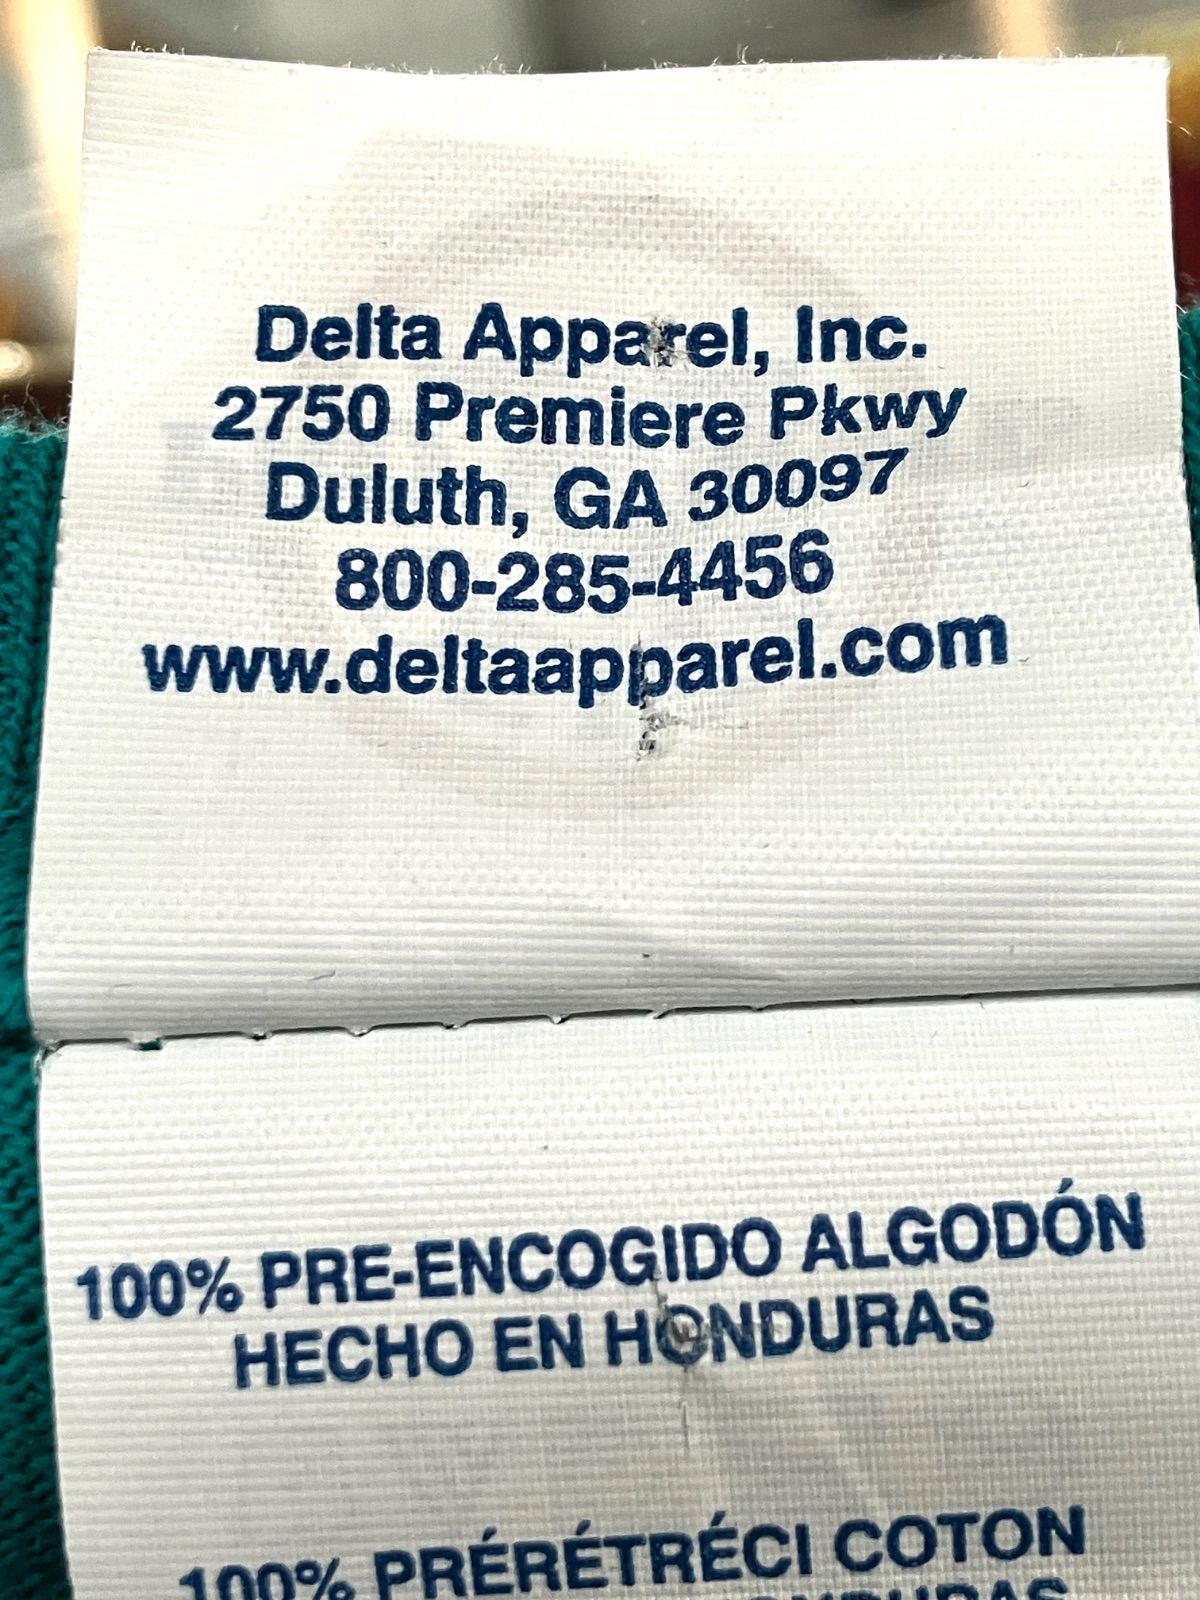 Delta Apparel, Inc.
2750 Premiere Pkwy
Duluth, GA 30097
800-285-4456
www.deltaapparel.com
100% PRE-ENCOGIDO ALGODÓN
HECHO EN HONDURAS
100% PRÉRÉTRÉCI COTON
HONDURAS